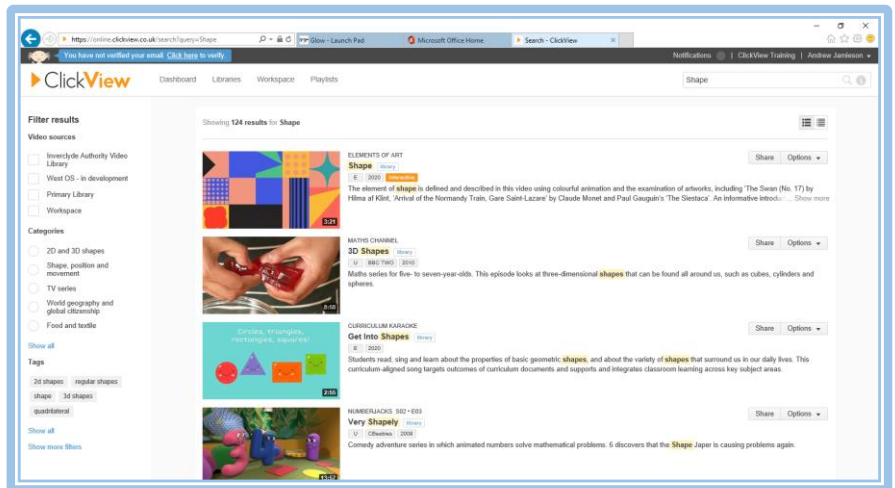 https://online.clickview.co.uk/search?query=Shape
Glow - Launch Pad
Microsoft Office Home
Search - ClickView
You have not verified your email. Click here to verify.
Notifications | ClickView Training | Andrew Jamieson
ClickView
Dashboard Libraries Workspace Playlists
Shape
Filter results
Video sources
Inverclyde Authority Video
Library
West OS - in development
Primary Library
Workspace
Categories
2D and 3D shapes
Shape, position and
movement
TV series
World geography and
global citizenship
Food and textile
Show all
Tags
2d shapes regular shapes
shape 3d shapes
quadrilateral
Show all
Show more filters
Showing 124 results for Shape
ELEMENTS OF ART
Shape library
E 2020 Interactive
The element of shape is defined and described in this video using colourful animation and the examination of artworks, including 'The Swan (No. 17) by
Hilma af Klint, 'Arrival of the Normandy Train, Gare Saint-Lazare' by Claude Monet and Paul Gauguin's 'The Siestaca'. An informative introduc ... Show more
Share Options
3:21
MATHS CHANNEL
3D Shapes library
U BBC TWO 2010
Maths series for five- to seven-year-olds. This episode looks at three-dimensional shapes that can be found all around us, such as cubes, cylinders and
spheres.
Share Options
Circles, triangles,
rectangles, squares!
2:55
CURRICULUM KARAOKE
Get Into Shapes library
E 2020
Students read, sing and learn about the properties of basic geometric shapes, and about the variety of shapes that surround us in our daily lives. This
curriculum-aligned song targets outcomes of curriculum documents and supports and integrates classroom learning across key subject areas.
Share Options
NUMBERJACKS S02 • E03
Very Shapely library
U CBeebies 2008
Comedy adventure series in which animated numbers solve mathematical problems. 6 discovers that the Shape Japer is causing problems again.
Share Options